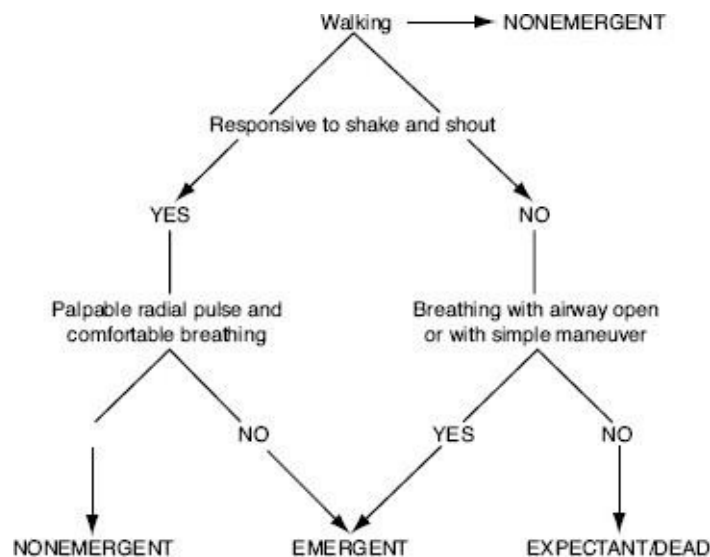 Walking NONEMERGENT
Responsive to shake and shout
YES NO
Palpable radial pulse and
comfortable breathing
Breathing with airway open
or with simple maneuver
NO YES NO
NONEMERGENT EMERGENT EXPECTANT/DEAD